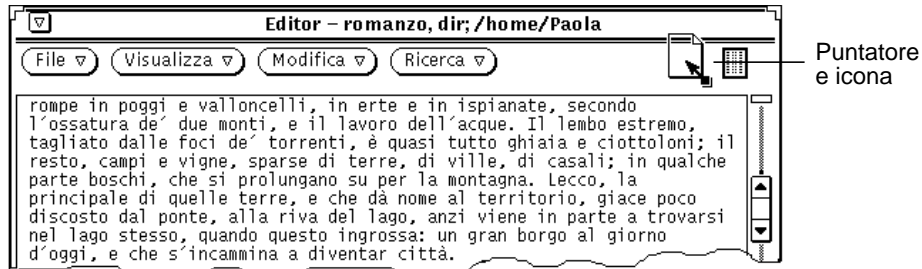 Editor – romanzo, dir; /home/Paola
File Visualizza Modifica Ricerca
Puntatore
e icona
rompe in poggi e valloncelli, in erte e in ispianate, secondo
l´ossatura de´ due monti, e il lavoro dell´acque. Il lembo estremo,
tagliato dalle foci de´ torrenti, è quasi tutto ghiaia e ciottoloni; il
resto, campi e vigne, sparse di terre, di ville, di casali; in qualche
parte boschi, che si prolungano su per la montagna. Lecco, la
principale di quelle terre, e che dà nome al territorio, giace poco
discosto dal ponte, alla riva del lago, anzi viene in parte a trovarsi
nel lago stesso, quando questo ingrossa: un gran borgo al giorno
d´oggi, e che s´incammina a diventar città.